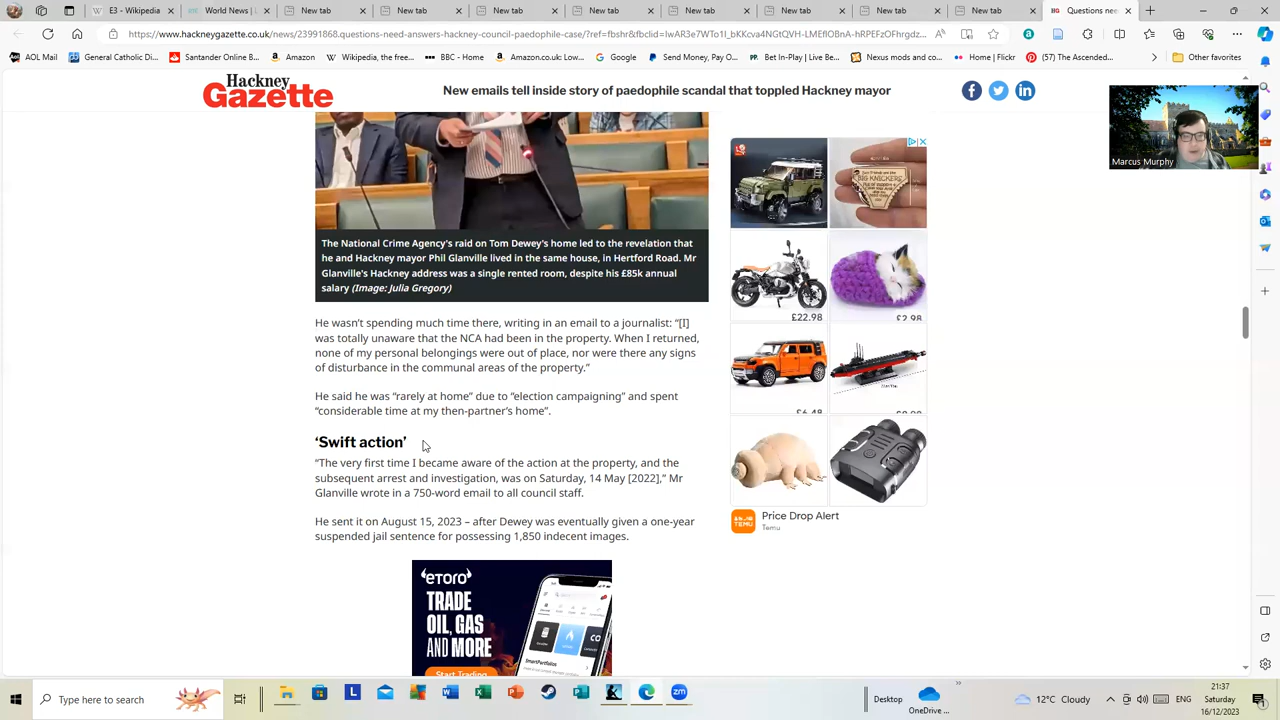 E3 - Wikipedia
World News |
New tab
New tab
New tab
New tab
New tab
New tab
New tab
New tab
Questions nee
https://www.hackneygazette.co.uk/news/23991868.questions-need-answers-hackney-council-paedophile-case/?ref=fbshr&fbclid=
AOL Mail
General Catholic Di...
Santander Online B...
Amazon
Wikipedia, the free...
BBC - Home
Amazon.co.uk: Low...
Google
Send Money, Pay O...
Bet In-Play | Live Be...
Nexus mods and co...
Home | Flickr
(57) The Ascended...
Other favorites
Hackney
Gazette
New emails tell inside story of paedophile scandal that toppled Hackney mayor
Marcus Murphy
The National Crime Agency's raid on Tom Dewey's home led to the revelation that
he and Hackney mayor Phil Glanville lived in the same house, in Hertford Road. Mr
Glanville's Hackney address was a single rented room, despite his £85k annual
salary (Image: Julia Gregory)
He wasn't spending much time there, writing in an email to a journalist: “[I]
was totally unaware that the NCA had been in the property. When I returned,
none of my personal belongings were out of place, nor were there any signs
of disturbance in the communal areas of the property.”
He said he was “rarely at home” due to “election campaigning” and spent
“considerable time at my then-partner's home”.
‘Swift action’
“The very first time I became aware of the action at the property, and the
subsequent arrest and investigation, was on Saturday, 14 May [2022],” Mr
Glanville wrote in a 750-word email to all council staff.
He sent it on August 15, 2023 – after Dewey was eventually given a one-year
suspended jail sentence for possessing 1,850 indecent images.
BIG KNICKERS
£22.98
£2.98
£6.48
Price Drop Alert
Temu
TEMU
‘etoro’
TRADE
OIL, GAS
AND MORE
SmartPortfolios
Start Trading
Type here to search
Desktop
OneDrive ...
12°C Cloudy
ENG
21:37
Saturday
16/12/2023